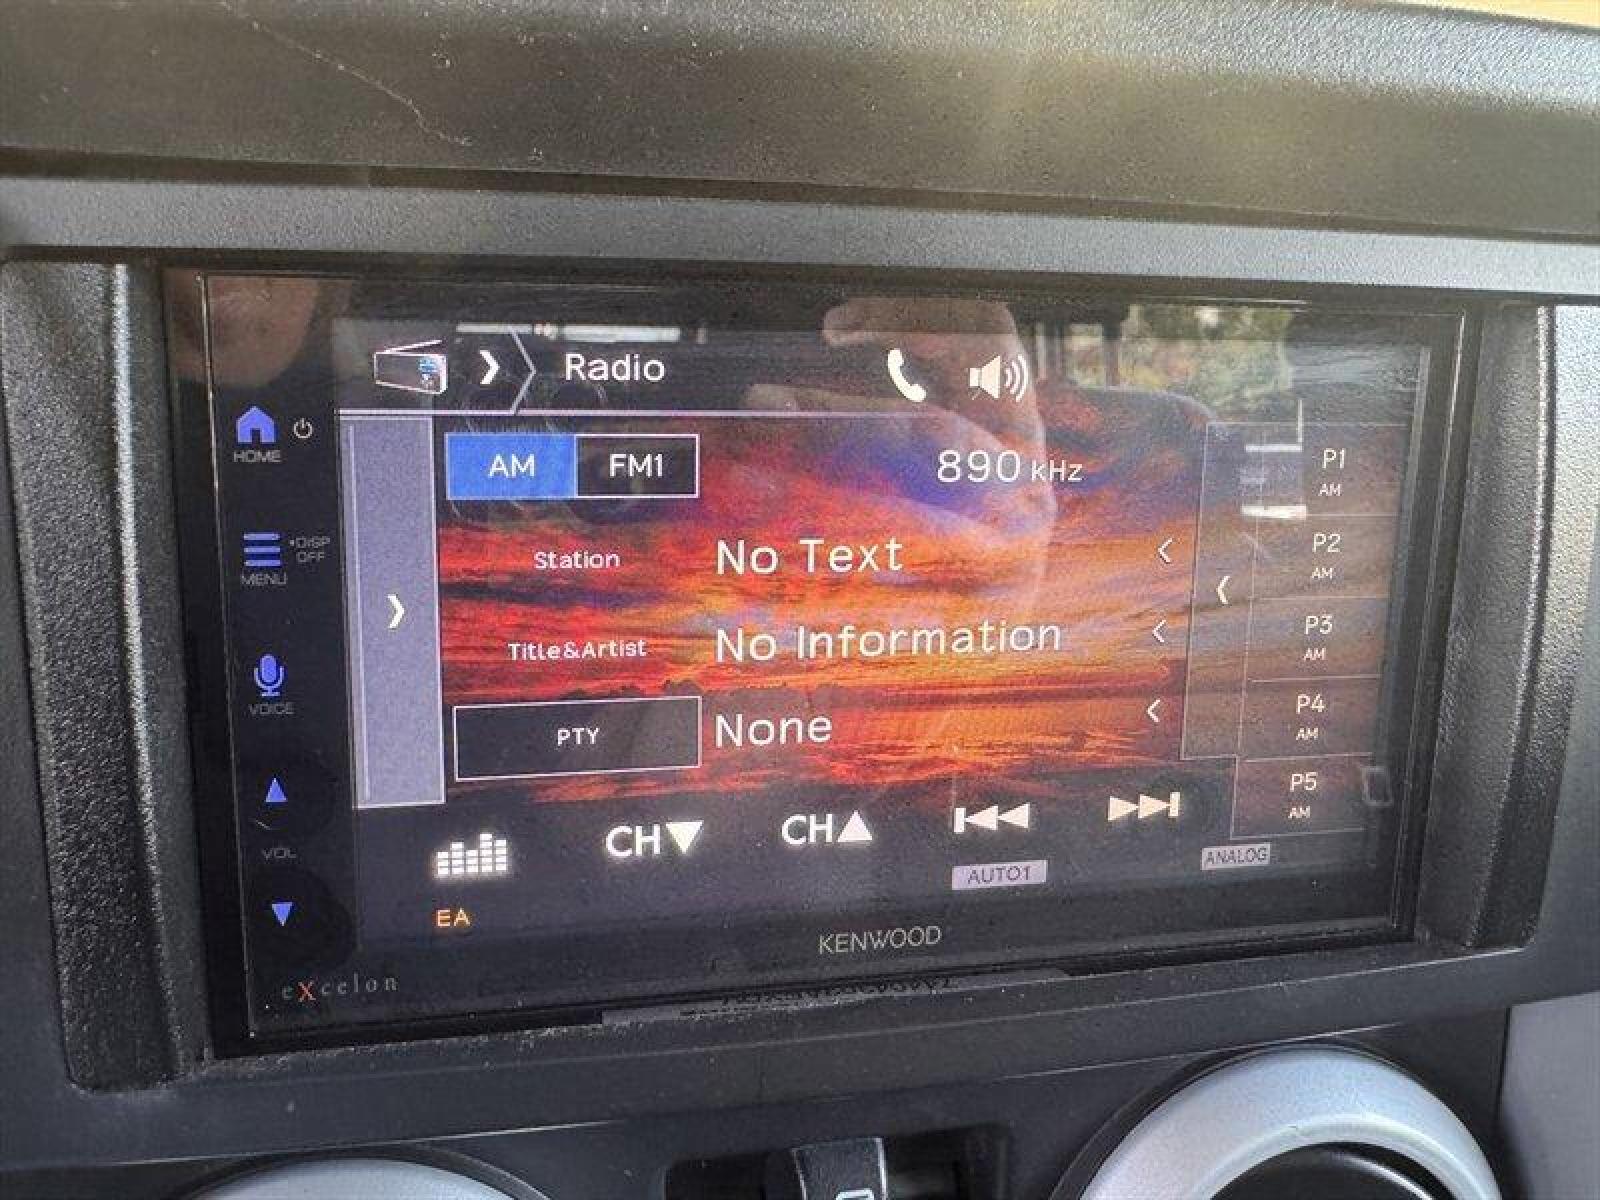 Radio
HOME
AM FM1 890 KHz
P1
AM
DISP
OFF
MENU
Station No Text
P2
AM
Title&Artist No Information
P3
AM
VOICE
PTY None
P4
AM
P5
AM
VOL
CH CH
AUTO1
ANALOG
EA
KENWOOD
eXcelon